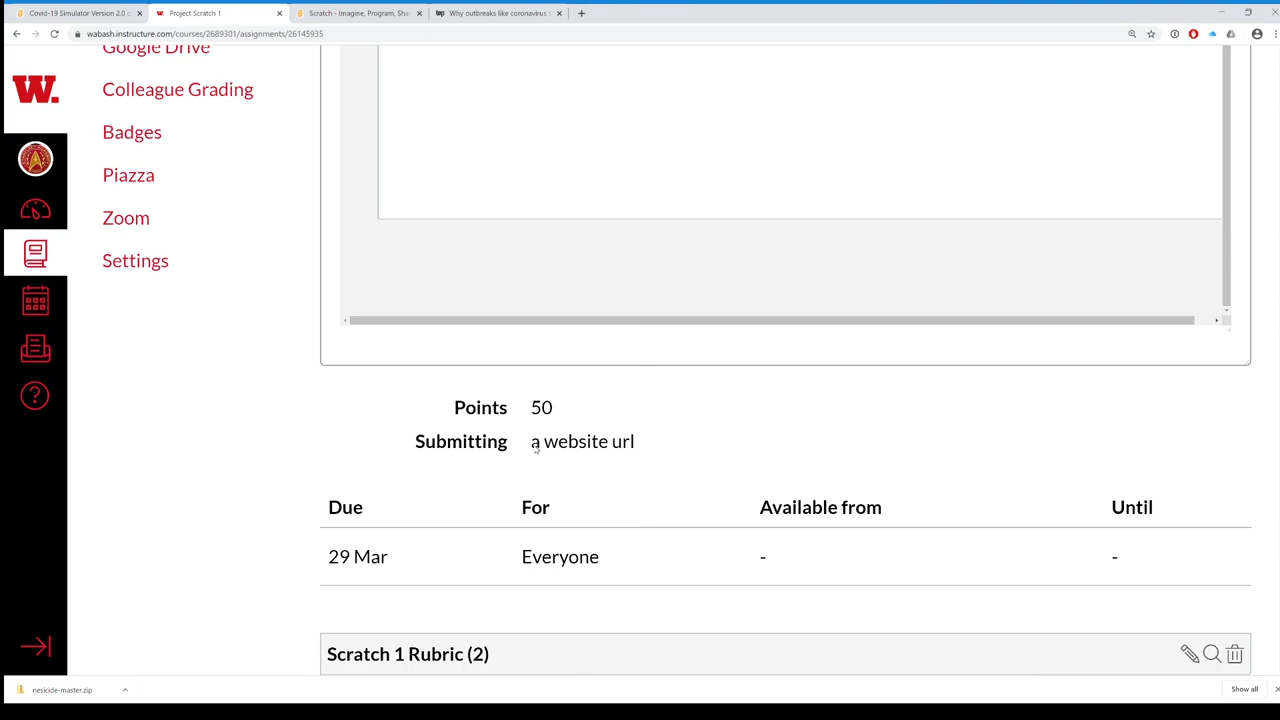 Covid-19 Simulator Version 2.0 o
Project Scratch 1
Scratch - Imagine, Program, Sha
Why outbreaks like coronavirus s
wabash.instructure.com/courses/2689301/assignments/26145935
W.
Google Drive
Colleague Grading
Badges
Piazza
Zoom
Settings
Points 50
Submitting a website url
Due For Available from Until
29 Mar Everyone - -
Scratch 1 Rubric (2)
nesicide-master.zip
Show all